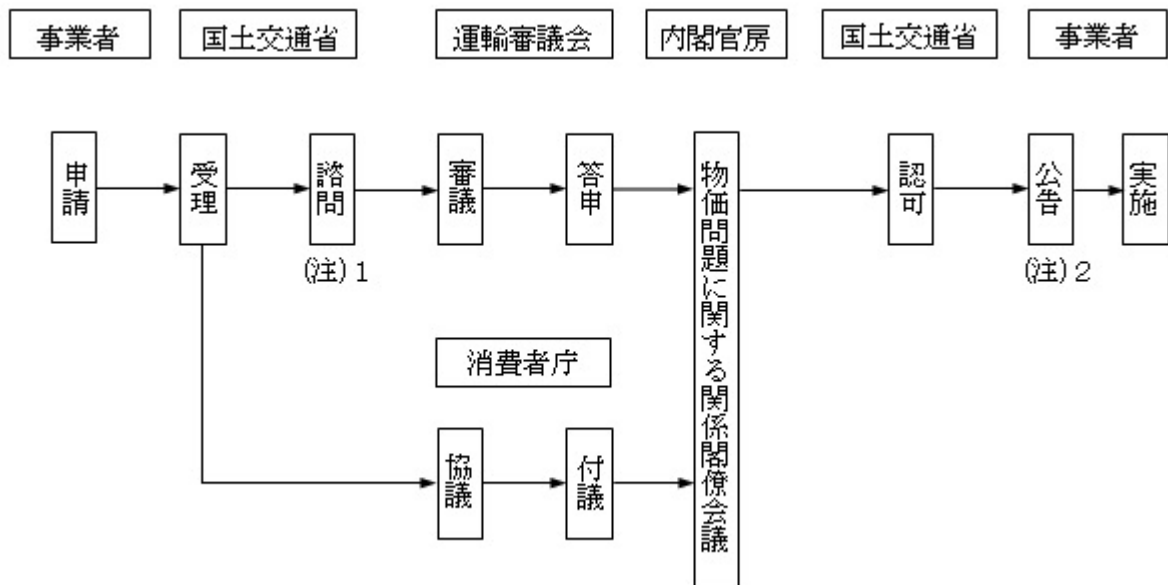 事業者
国土交通省
運輸審議会
内閣官房
国土交通省
事業者
申請
受理
諮問
審議
答申
物価問題に関する関係閣僚会議
認可
公告
実施
(注)1
(注)2
消費者庁
協議
付議